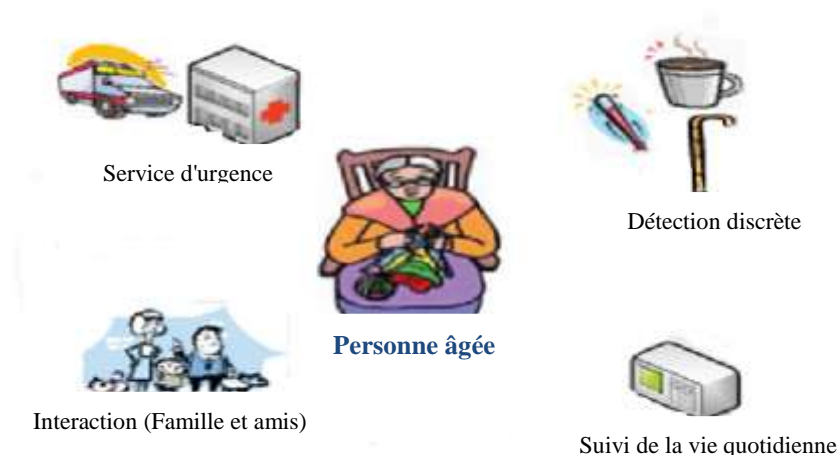 Service d'urgence
Détection discrète
Personne âgée
Interaction (Famille et amis)
Suivi de la vie quotidienne